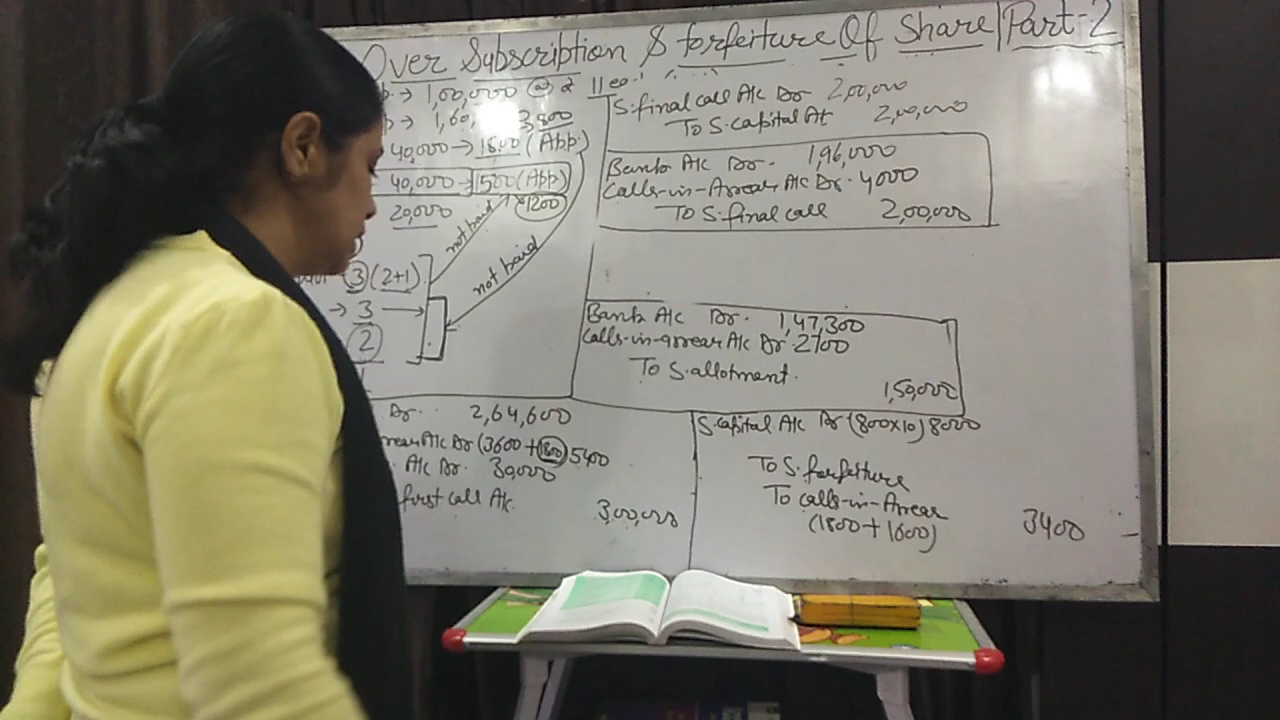 Over Subscription & forfeiture Of Share | Part-2
→ 1,00,000 @ 11 each
→ 1,60, 800
40,000 → 1800 (App)
40,000 → 1500 (App)
20,000 1200
not paid
not paid
3 (2+1)
→ 3
2
S. final call A/c Dr 2,00,000
To S. capital A/c 2,00,000
Bank A/c Dr. 1,96,000
Calls-in-Arrear A/c Dr. 4000
To S. final call 2,00,000
Bank A/c Dr. 1,47,300
Calls-in-arrear A/c Dr. 2700
To S. allotment.
1,50,000
Dr. 2,64,600
rear A/c Dr (3600 + 1800) 5400
A/c Dr. 30,000
first call A/c. 3,00,000
S. capital A/c Dr (800x10) 8000
To S. forfeiture
To calls-in-Arrear
(1800 + 1600) 3400